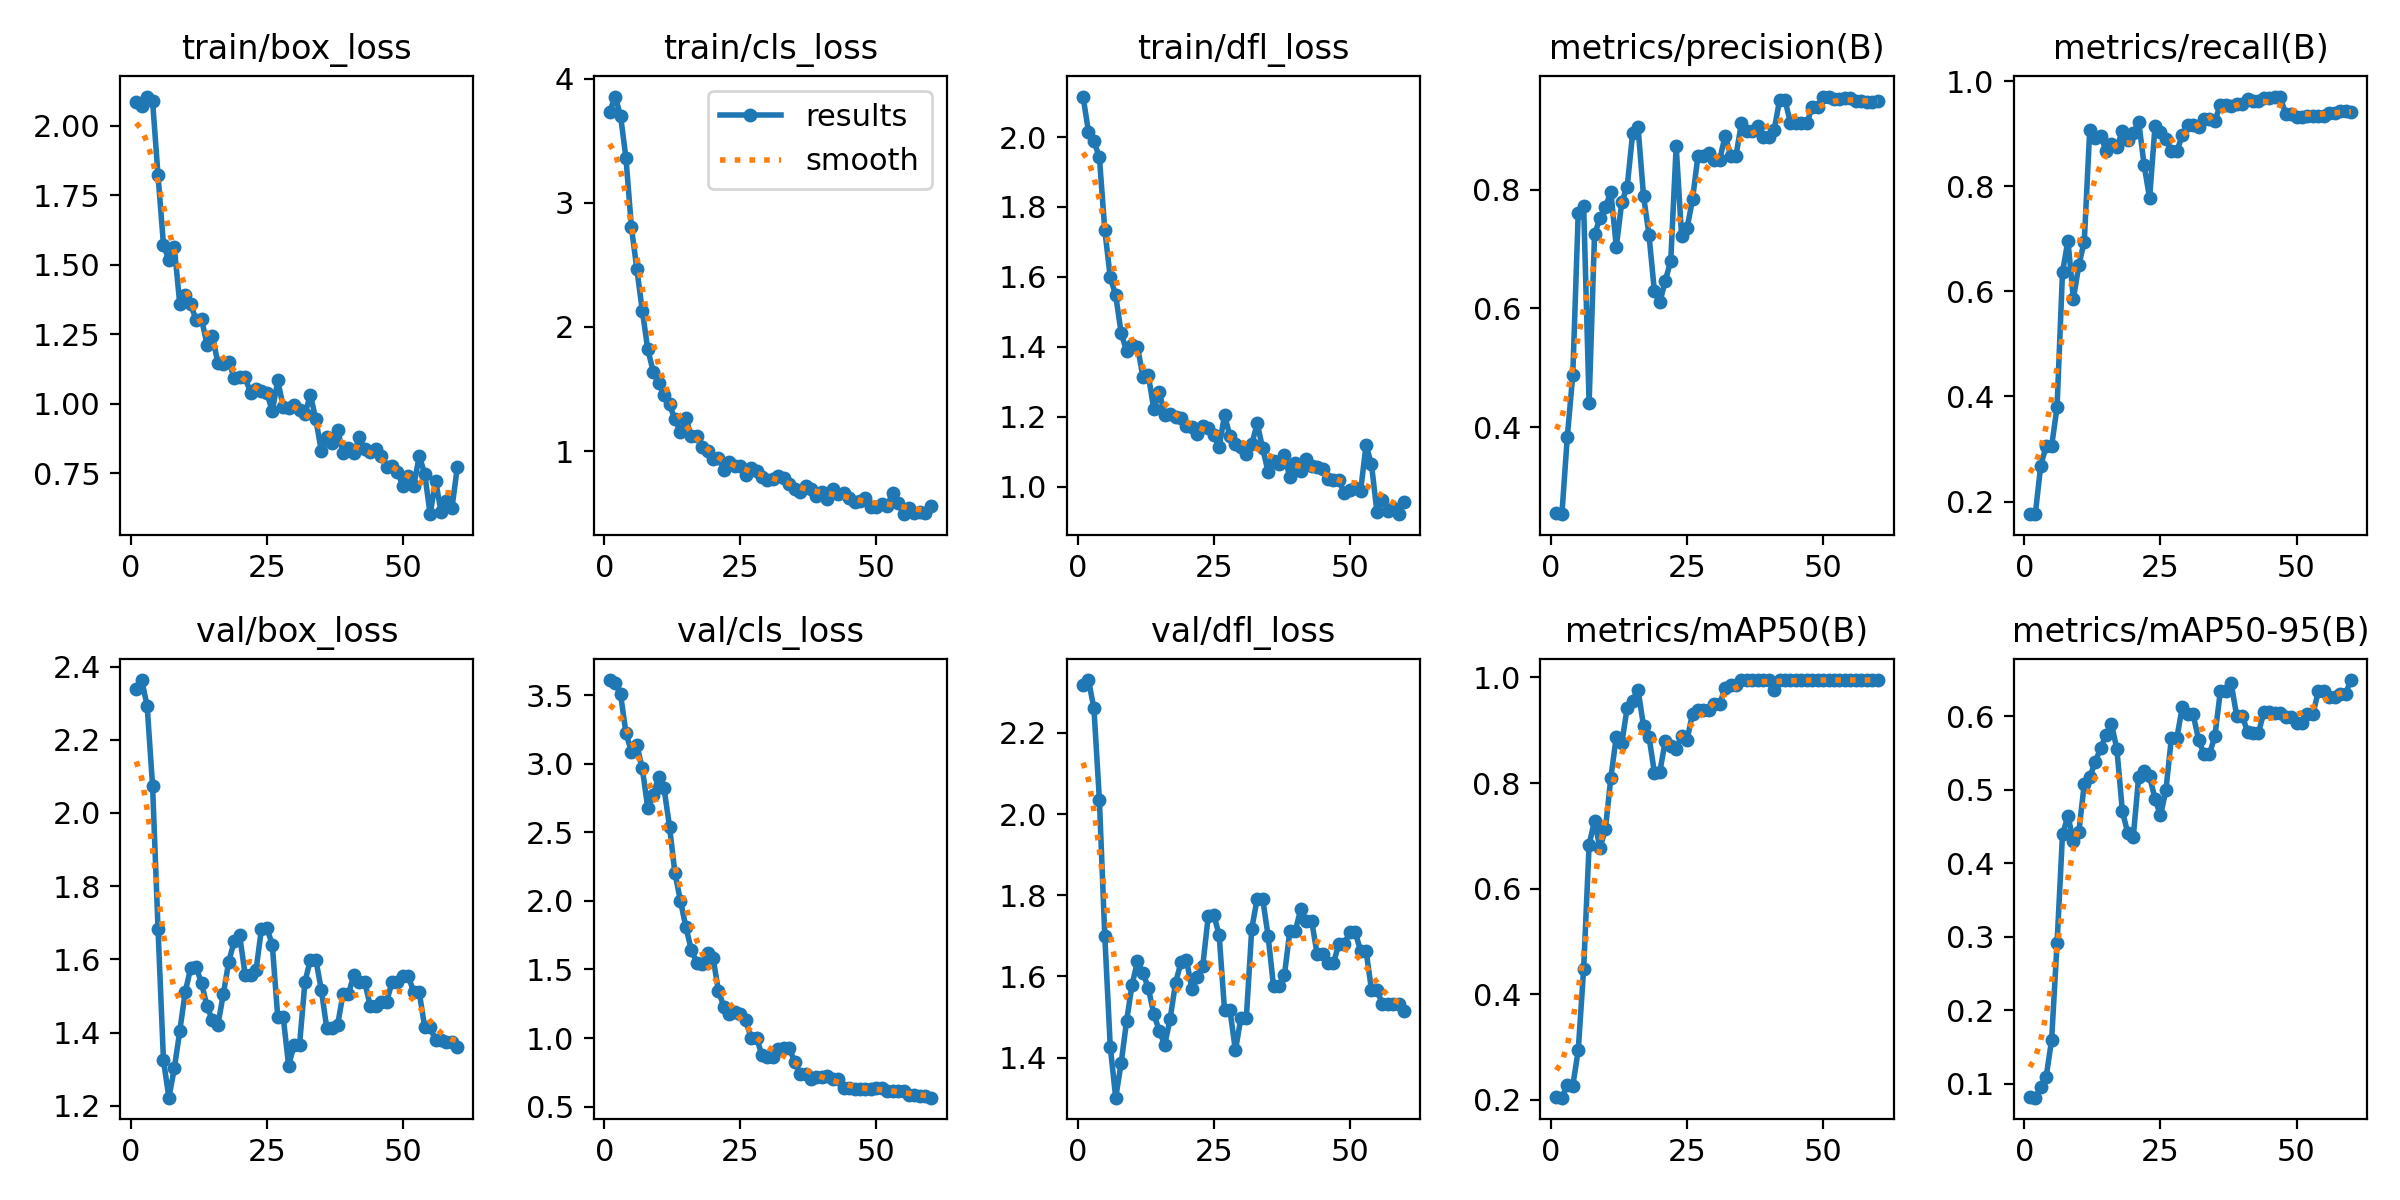 train/box_loss
2.00
1.75
1.50
1.25
1.00
0.75
0 25 50
train/cls_loss
results
smooth
4
3
2
1
0 25 50
train/dfl_loss
2.0
1.8
1.6
1.4
1.2
1.0
0 25 50
metrics/precision(B)
0.8
0.6
0.4
0 25 50
metrics/recall(B)
1.0
0.8
0.6
0.4
0.2
0 25 50
val/box_loss
2.4
2.2
2.0
1.8
1.6
1.4
1.2
0 25 50
val/cls_loss
3.5
3.0
2.5
2.0
1.5
1.0
0.5
0 25 50
val/dfl_loss
2.2
2.0
1.8
1.6
1.4
0 25 50
metrics/mAP50(B)
1.0
0.8
0.6
0.4
0.2
0 25 50
metrics/mAP50-95(B)
0.6
0.5
0.4
0.3
0.2
0.1
0 25 50